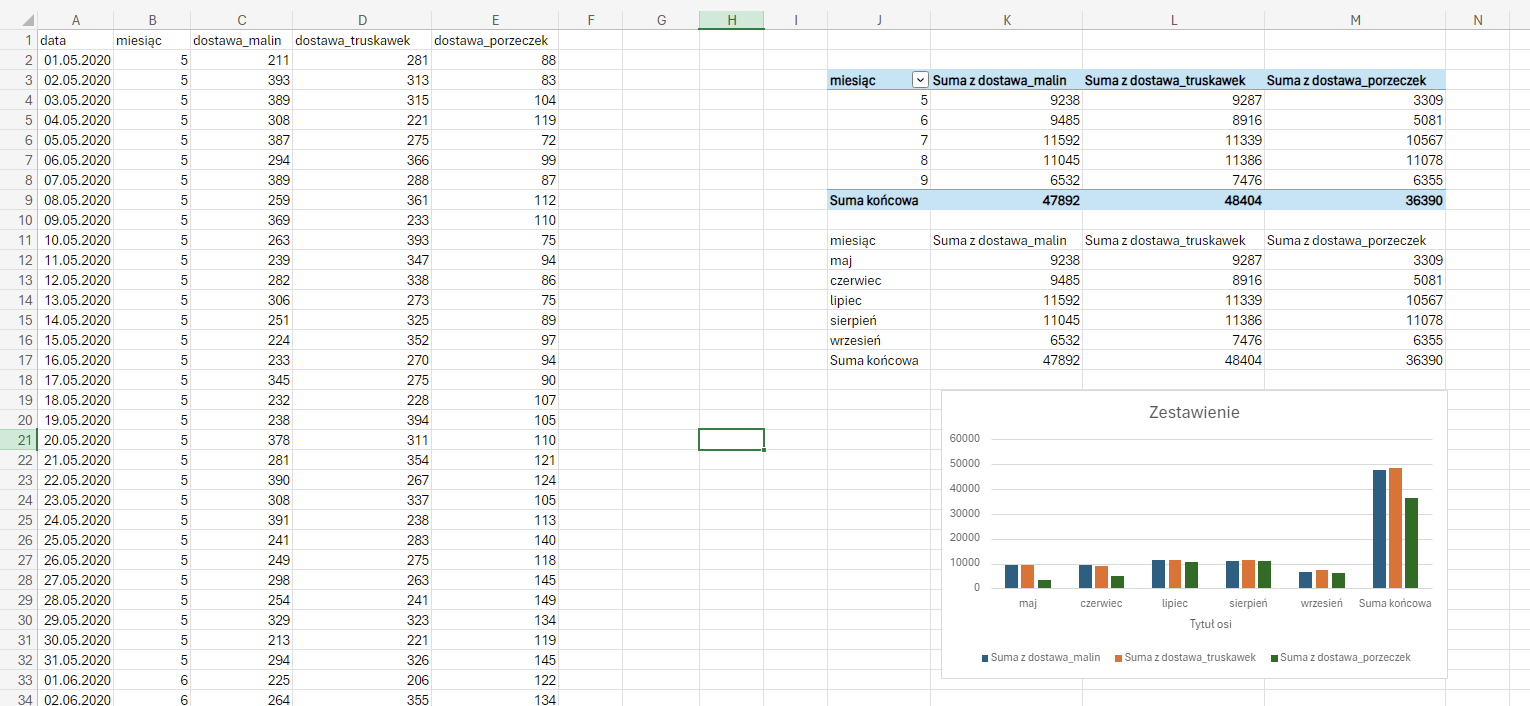 A B C D E F G H I J K L M N
1 data miesiąc dostawa_malin dostawa_truskawek dostawa_porzeczek
2 01.05.2020 5 211 281 88
3 02.05.2020 5 393 313 83 miesiąc Suma z dostawa_malin Suma z dostawa_truskawek Suma z dostawa_porzeczek
4 03.05.2020 5 389 315 104 5 9238 9287 3309
5 04.05.2020 5 308 221 119 6 9485 8916 5081
6 05.05.2020 5 387 275 72 7 11592 11339 10567
7 06.05.2020 5 294 366 99 8 11045 11386 11078
8 07.05.2020 5 389 288 87 9 6532 7476 6355
9 08.05.2020 5 259 361 112 Suma końcowa 47892 48404 36390
10 09.05.2020 5 369 233 110
11 10.05.2020 5 263 393 75 miesiąc Suma z dostawa_malin Suma z dostawa_truskawek Suma z dostawa_porzeczek
12 11.05.2020 5 239 347 94 maj 9238 9287 3309
13 12.05.2020 5 282 338 86 czerwiec 9485 8916 5081
14 13.05.2020 5 306 273 75 lipiec 11592 11339 10567
15 14.05.2020 5 251 325 89 sierpień 11045 11386 11078
16 15.05.2020 5 224 352 97 wrzesień 6532 7476 6355
17 16.05.2020 5 233 270 94 Suma końcowa 47892 48404 36390
18 17.05.2020 5 345 275 90
19 18.05.2020 5 232 228 107
20 19.05.2020 5 238 394 105
21 20.05.2020 5 378 311 110
22 21.05.2020 5 281 354 121
23 22.05.2020 5 390 267 124
24 23.05.2020 5 308 337 105
25 24.05.2020 5 391 238 113
26 25.05.2020 5 241 283 140
27 26.05.2020 5 249 275 118
28 27.05.2020 5 298 263 145
29 28.05.2020 5 254 241 149
30 29.05.2020 5 329 323 134
31 30.05.2020 5 213 221 119
32 31.05.2020 5 294 326 145
33 01.06.2020 6 225 206 122
34 02.06.2020 6 264 355 134
Zestawienie
60000
50000
40000
30000
20000
10000
0
maj czerwiec lipiec sierpień wrzesień Suma końcowa
Tytuł osi
Suma z dostawa_malin Suma z dostawa_truskawek Suma z dostawa_porzeczek